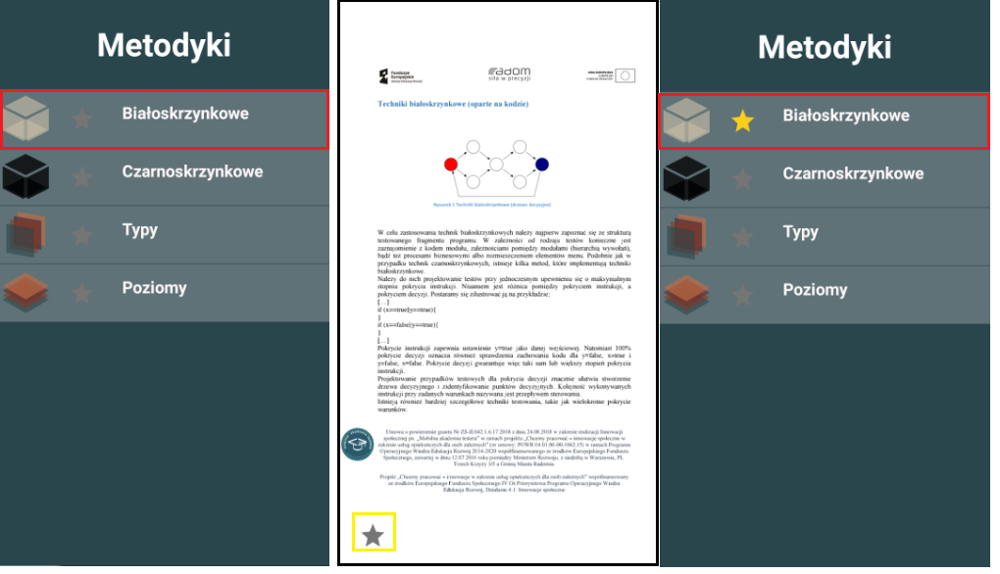 Metodyki
Białoskrzynkowe
Czarnoskrzynkowe
Typy
Poziomy
Fundusze
Europejskie
radom
siła w precyzji
UNIA EUROPEJSKA
Techniki białoskrzynkowe (oparte na kodzie)
Rysunek 1 Techniki białoskrzynkowe (drzewo decyzyjne)
W celu zastosowania technik białoskrzynkowych należy najpierw zapoznać się ze strukturą
testowanego fragmentu programu. W zależności od rodzaju testów konieczne jest
zaznajomienie z kodem modułu, zależnościami pomiędzy modułami (hierarchią wywołań),
bądź też procesami biznesowymi albo rozmieszczeniem elementów menu. Podobnie jak w
przypadku technik czarnoskrzynkowych, istnieje kilka metod, które implementują techniki
białoskrzynkowe.
Należy do nich projektowanie testów przy jednoczesnym upewnieniu się o maksymalnym
stopniu pokrycia instrukcji. Niuansem jest różnica pomiędzy pokryciem instrukcji, a
pokryciem decyzji. Postaramy się zilustrować ją na przykładzie:
[…]
if (x==true|y==true){
}
if (x==false|y==true){
}
[…]
Pokrycie instrukcji zapewnia ustawienie y=true jako danej wejściowej. Natomiast 100%
pokrycie decyzji oznacza również sprawdzenia zachowania kodu dla y=false, x=true i
y=false, x=false. Pokrycie decyzji gwarantuje więc taki sam lub większy stopień pokrycia
instrukcji.
Projektowanie przypadków testowych dla pokrycia decyzji znacznie ułatwia stworzenie
drzewa decyzyjnego i zidentyfikowanie punktów decyzyjnych. Kolejność wykonywanych
instrukcji przy zadanych warunkach nazywana jest przepływem sterowania.
Istnieją również bardziej szczegółowe techniki testowania, takie jak wielokrotne pokrycie
warunków.
Umowa o powierzenie grantu Nr ZS-II.042.1.6.17.2018 z dnia 24.08.2018 w zakresie realizacji Innowacji
społecznej pn. „Mobilna akademia testera” w ramach projektu „Chcemy pracować – innowacje społeczne w
zakresie usług opiekuńczych dla osób zależnych” (nr umowy: POWR.04.01.00-00-I062/15) w ramach Programu
Operacyjnego Wiedza Edukacja Rozwój 2014-2020 współfinansowanego ze środków Europejskiego Funduszu
Społecznego, zawartej w dniu 12.07.2016 roku pomiędzy Ministrem Rozwoju, z siedzibą w Warszawie, Pl.
Trzech Krzyży 3/5 a Gminą Miasta Radomia.
Projekt „Chcemy pracować – innowacje w zakresie usług opiekuńczych dla osób zależnych” współfinansowany
ze środków Europejskiego Funduszu Społecznego IV Oś Priorytetowa Programu Operacyjnego Wiedza
Edukacja Rozwój, Działanie 4.1: Innowacje społeczne
Metodyki
Białoskrzynkowe
Czarnoskrzynkowe
Typy
Poziomy